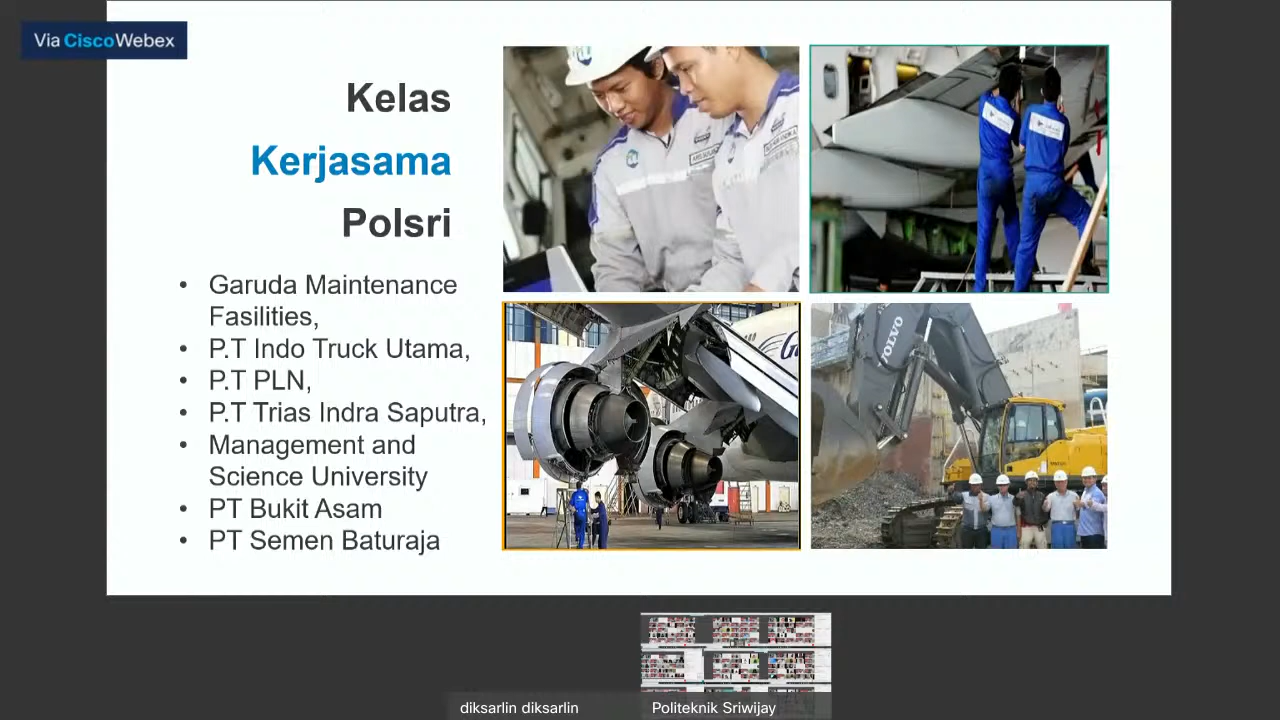 Via CiscoWebex
Kelas
Kerjasama
Polsri
• Garuda Maintenance
Fasilities,
• P.T Indo Truck Utama,
• P.T PLN,
• P.T Trias Indra Saputra,
• Management and
Science University
• PT Bukit Asam
• PT Semen Baturaja
VOLVO
diksarlin diksarlin
Politeknik Sriwijay